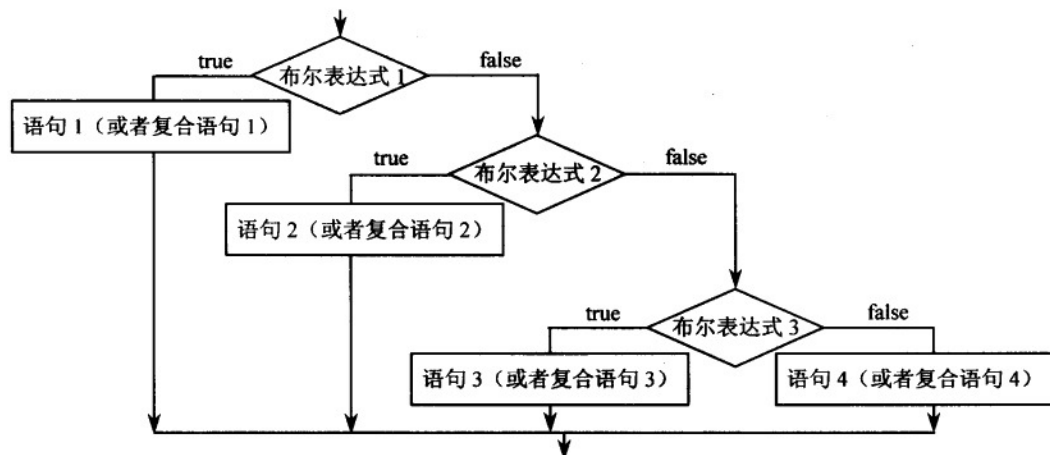 true
布尔表达式 1
false
语句 1（或者复合语句 1）
true
布尔表达式 2
false
语句 2（或者复合语句 2）
true
布尔表达式 3
false
语句 3（或者复合语句 3）
语句 4（或者复合语句 4）